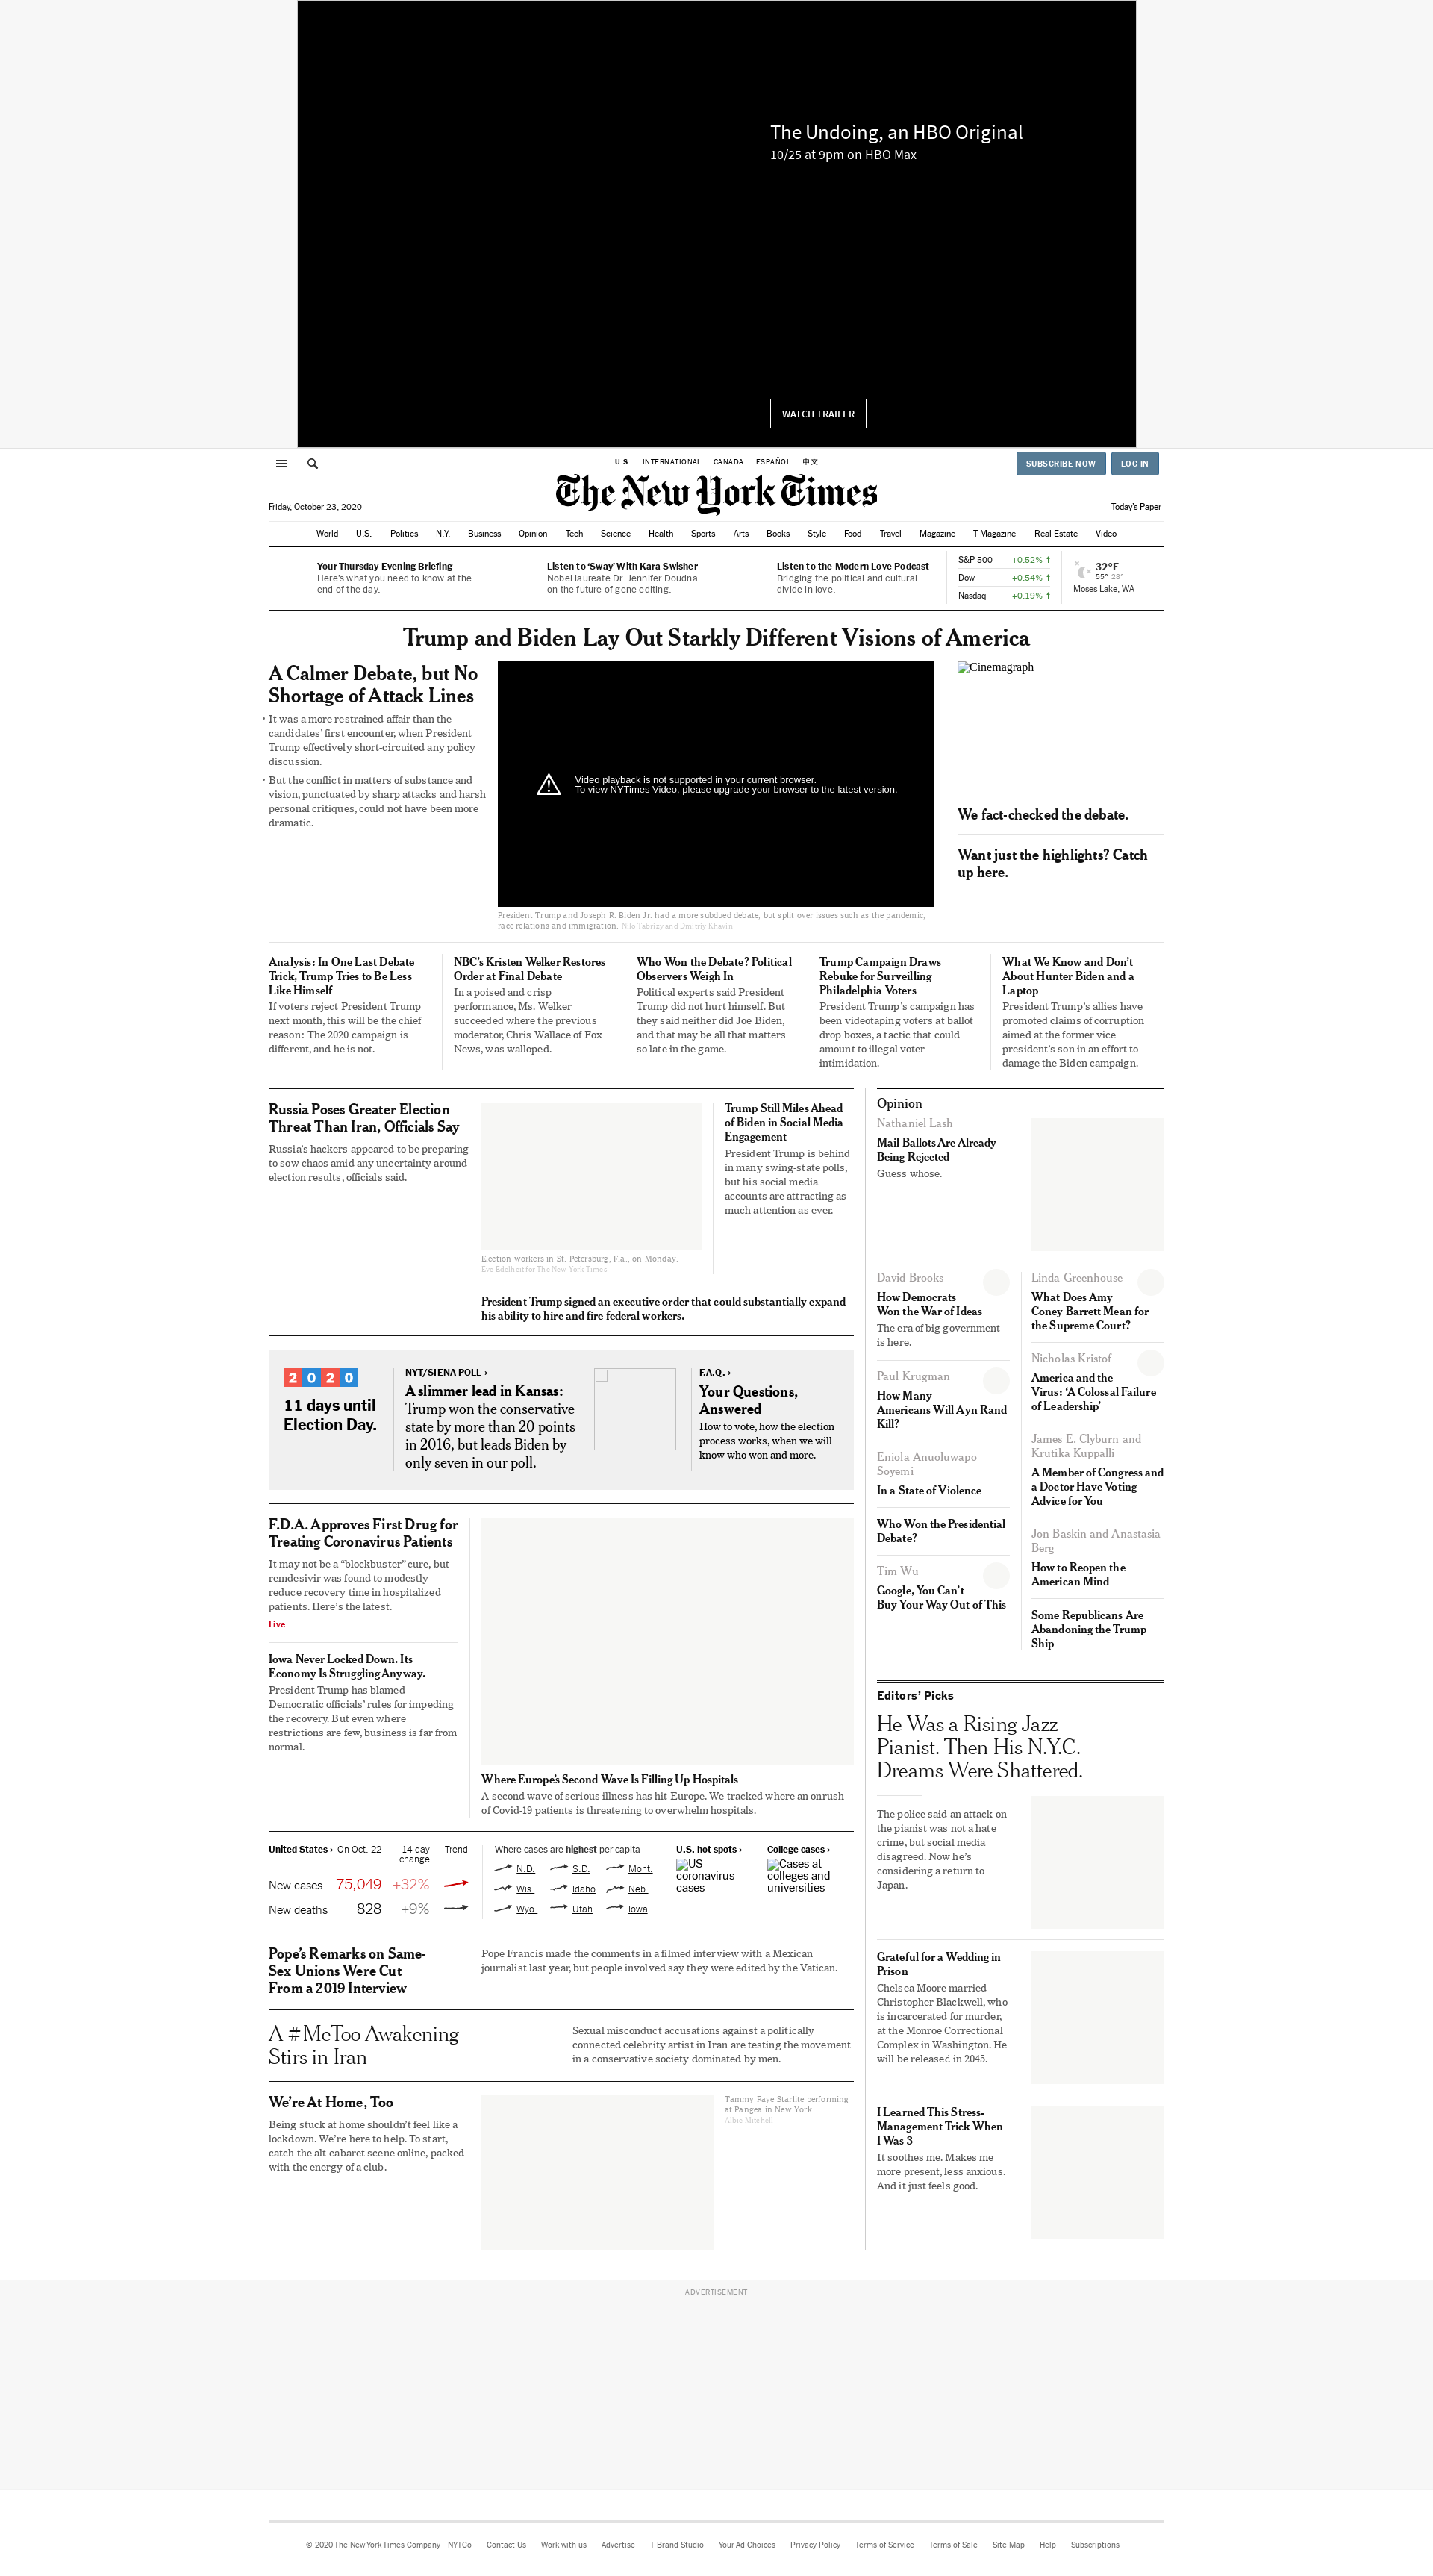 The Undoing, an HBO Original
10/25 at 9pm on HBO Max
WATCH TRAILER
U.S.
INTERNATIONAL
CANADA
ESPAÑOL
中文
SUBSCRIBE NOW
LOG IN
The New York Times
Friday, October 23, 2020
Today's Paper
World
U.S.
Politics
N.Y.
Business
Opinion
Tech
Science
Health
Sports
Arts
Books
Style
Food
Travel
Magazine
T Magazine
Real Estate
Video
Your Thursday Evening Briefing
Here's what you need to know at the
end of the day.
Listen to 'Sway' With Kara Swisher
Nobel laureate Dr. Jennifer Doudna
on the future of gene editing.
Listen to the Modern Love Podcast
Bridging the political and cultural
divide in love.
S&P 500 +0.52% ↑
Dow +0.54% ↑
Nasdaq +0.19% ↑
32°F
55° 28°
Moses Lake, WA
Trump and Biden Lay Out Starkly Different Visions of America
A Calmer Debate, but No
Shortage of Attack Lines
• It was a more restrained affair than the
candidates' first encounter, when President
Trump effectively short-circuited any policy
discussion.
• But the conflict in matters of substance and
vision, punctuated by sharp attacks and harsh
personal critiques, could not have been more
dramatic.
Video playback is not supported in your current browser.
To view NYTimes Video, please upgrade your browser to the latest version.
President Trump and Joseph R. Biden Jr. had a more subdued debate, but split over issues such as the pandemic,
race relations and immigration. Nilo Tabrizy and Dmitriy Khavin
Cinemagraph
We fact-checked the debate.
Want just the highlights? Catch
up here.
Analysis: In One Last Debate
Trick, Trump Tries to Be Less
Like Himself
If voters reject President Trump
next month, this will be the chief
reason: The 2020 campaign is
different, and he is not.
NBC's Kristen Welker Restores
Order at Final Debate
In a poised and crisp
performance, Ms. Welker
succeeded where the previous
moderator, Chris Wallace of Fox
News, was walloped.
Who Won the Debate? Political
Observers Weigh In
Political experts said President
Trump did not hurt himself. But
they said neither did Joe Biden,
and that may be all that matters
so late in the game.
Trump Campaign Draws
Rebuke for Surveilling
Philadelphia Voters
President Trump's campaign has
been videotaping voters at ballot
drop boxes, a tactic that could
amount to illegal voter
intimidation.
What We Know and Don't
About Hunter Biden and a
Laptop
President Trump's allies have
promoted claims of corruption
aimed at the former vice
president's son in an effort to
damage the Biden campaign.
Russia Poses Greater Election
Threat Than Iran, Officials Say
Russia's hackers appeared to be preparing
to sow chaos amid any uncertainty around
election results, officials said.
Election workers in St. Petersburg, Fla., on Monday.
Eve Edelheit for The New York Times
Trump Still Miles Ahead
of Biden in Social Media
Engagement
President Trump is behind
in many swing-state polls,
but his social media
accounts are attracting as
much attention as ever.
President Trump signed an executive order that could substantially expand
his ability to hire and fire federal workers.
2020
11 days until
Election Day.
NYT/SIENA POLL ›
A slimmer lead in Kansas:
Trump won the conservative
state by more than 20 points
in 2016, but leads Biden by
only seven in our poll.
F.A.Q. ›
Your Questions,
Answered
How to vote, how the election
process works, when we will
know who won and more.
F.D.A. Approves First Drug for
Treating Coronavirus Patients
It may not be a "blockbuster" cure, but
remdesivir was found to modestly
reduce recovery time in hospitalized
patients. Here's the latest.
Live
Iowa Never Locked Down. Its
Economy Is Struggling Anyway.
President Trump has blamed
Democratic officials' rules for impeding
the recovery. But even where
restrictions are few, business is far from
normal.
Where Europe's Second Wave Is Filling Up Hospitals
A second wave of serious illness has hit Europe. We tracked where an onrush
of Covid-19 patients is threatening to overwhelm hospitals.
United States › On Oct. 22 14-day change Trend
New cases 75,049 +32%
New deaths 828 +9%
Where cases are highest per capita
N.D. S.D. Mont.
Wis. Idaho Neb.
Wyo. Utah Iowa
U.S. hot spots ›
US
coronavirus
cases
College cases ›
Cases at
colleges and
universities
Pope's Remarks on Same-
Sex Unions Were Cut
From a 2019 Interview
Pope Francis made the comments in a filmed interview with a Mexican
journalist last year, but people involved say they were edited by the Vatican.
A #MeToo Awakening
Stirs in Iran
Sexual misconduct accusations against a politically
connected celebrity artist in Iran are testing the movement
in a conservative society dominated by men.
We're At Home, Too
Being stuck at home shouldn't feel like a
lockdown. We're here to help. To start,
catch the alt-cabaret scene online, packed
with the energy of a club.
Tammy Faye Starlite performing
at Pangea in New York.
Albie Mitchell
Opinion
Nathaniel Lash
Mail Ballots Are Already
Being Rejected
Guess whose.
David Brooks
How Democrats
Won the War of Ideas
The era of big government
is here.
Paul Krugman
How Many
Americans Will Ayn Rand
Kill?
Eniola Anuoluwapo
Soyemi
In a State of Violence
Who Won the Presidential
Debate?
Tim Wu
Google, You Can't
Buy Your Way Out of This
Linda Greenhouse
What Does Amy
Coney Barrett Mean for
the Supreme Court?
Nicholas Kristof
America and the
Virus: 'A Colossal Failure
of Leadership'
James E. Clyburn and
Krutika Kuppalli
A Member of Congress and
a Doctor Have Voting
Advice for You
Jon Baskin and Anastasia
Berg
How to Reopen the
American Mind
Some Republicans Are
Abandoning the Trump
Ship
Editors' Picks
He Was a Rising Jazz
Pianist. Then His N.Y.C.
Dreams Were Shattered.
The police said an attack on
the pianist was not a hate
crime, but social media
disagreed. Now he's
considering a return to
Japan.
Grateful for a Wedding in
Prison
Chelsea Moore married
Christopher Blackwell, who
is incarcerated for murder,
at the Monroe Correctional
Complex in Washington. He
will be released in 2045.
I Learned This Stress-
Management Trick When
I Was 3
It soothes me. Makes me
more present, less anxious.
And it just feels good.
ADVERTISEMENT
© 2020 The New York Times Company
NYTCo
Contact Us
Work with us
Advertise
T Brand Studio
Your Ad Choices
Privacy Policy
Terms of Service
Terms of Sale
Site Map
Help
Subscriptions